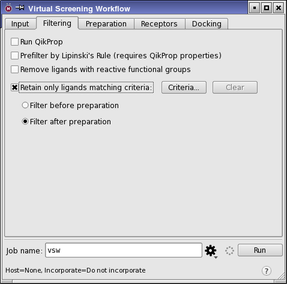 Virtual Screening Workflow
Input Filtering Preparation Receptors Docking
Run QikProp
Prefilter by Lipinski's Rule (requires QikProp properties)
Remove ligands with reactive functional groups
Retain only ligands matching criteria: Criteria... Clear
Filter before preparation
Filter after preparation
Job name: vsw Run
Host=None, Incorporate=Do not incorporate ?